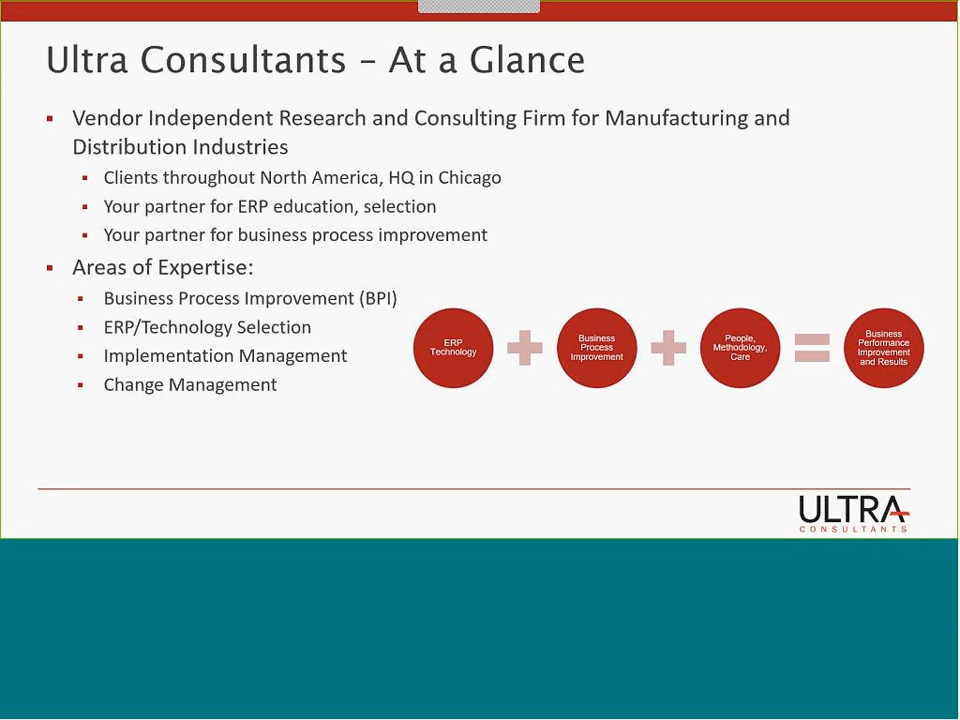 Ultra Consultants – At a Glance
Vendor Independent Research and Consulting Firm for Manufacturing and
Distribution Industries
Clients throughout North America, HQ in Chicago
Your partner for ERP education, selection
Your partner for business process improvement
Areas of Expertise:
Business Process Improvement (BPI)
ERP/Technology Selection
Implementation Management
Change Management
ERP
Technology
Business
Process
Improvement
People,
Methodology,
Care
Business
Performance
Improvement
and Results
ULTRA
CONSULTANTS